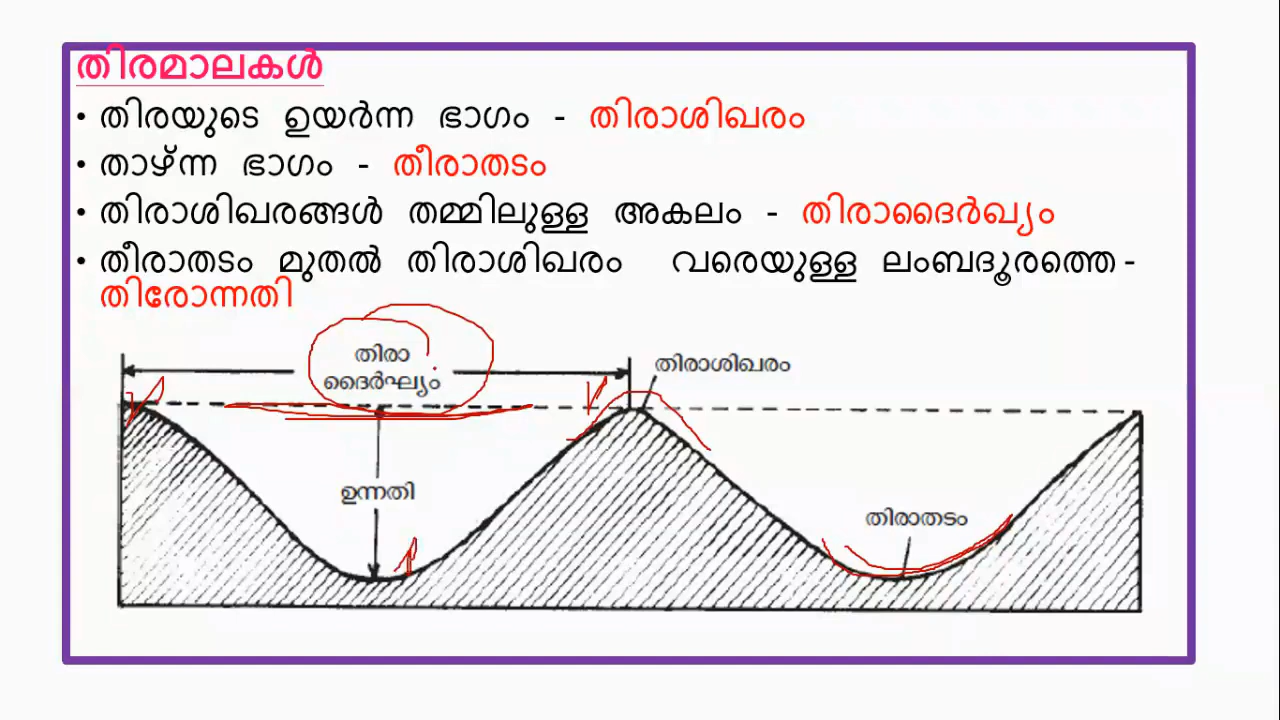 തിരമാലകൾ
• തിരയുടെ ഉയർന്ന ഭാഗം - തിരാശിഖരം
• താഴ്ന്ന ഭാഗം - തീരാതടം
• തിരാശിഖരങ്ങൾ തമ്മിലുള്ള അകലം - തിരാദൈർഖ്യം
• തീരാതടം മുതൽ തിരാശിഖരം വരെയുള്ള ലംബദൂരത്തെ-
തിരോന്നതി
തിരാ
ദൈർഘ്യം
തിരാശിഖരം
ഉന്നതി
തിരാതടം